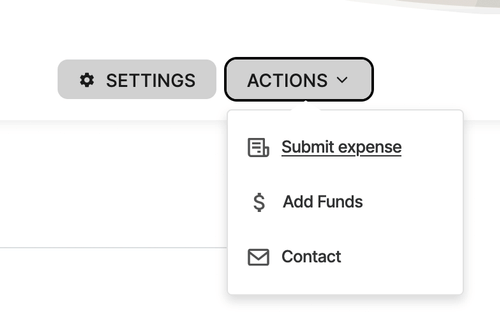 SETTINGS
ACTIONS
Submit expense
Add Funds
Contact